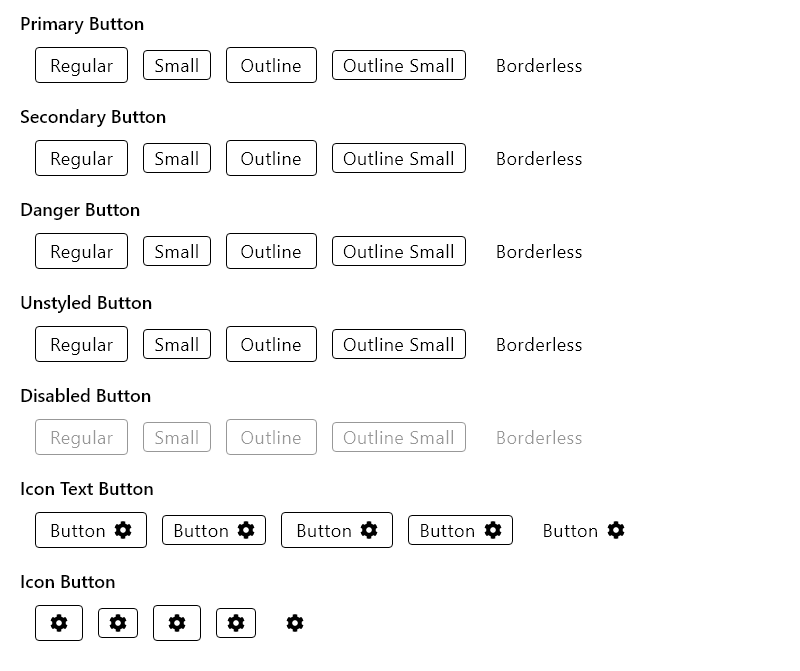 Primary Button
Regular Small Outline Outline Small Borderless
Secondary Button
Regular Small Outline Outline Small Borderless
Danger Button
Regular Small Outline Outline Small Borderless
Unstyled Button
Regular Small Outline Outline Small Borderless
Disabled Button
Regular Small Outline Outline Small Borderless
Icon Text Button
Button Button Button Button Button
Icon Button